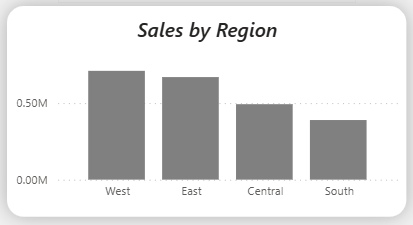 Sales by Region
0.50M
0.00M
West East Central South